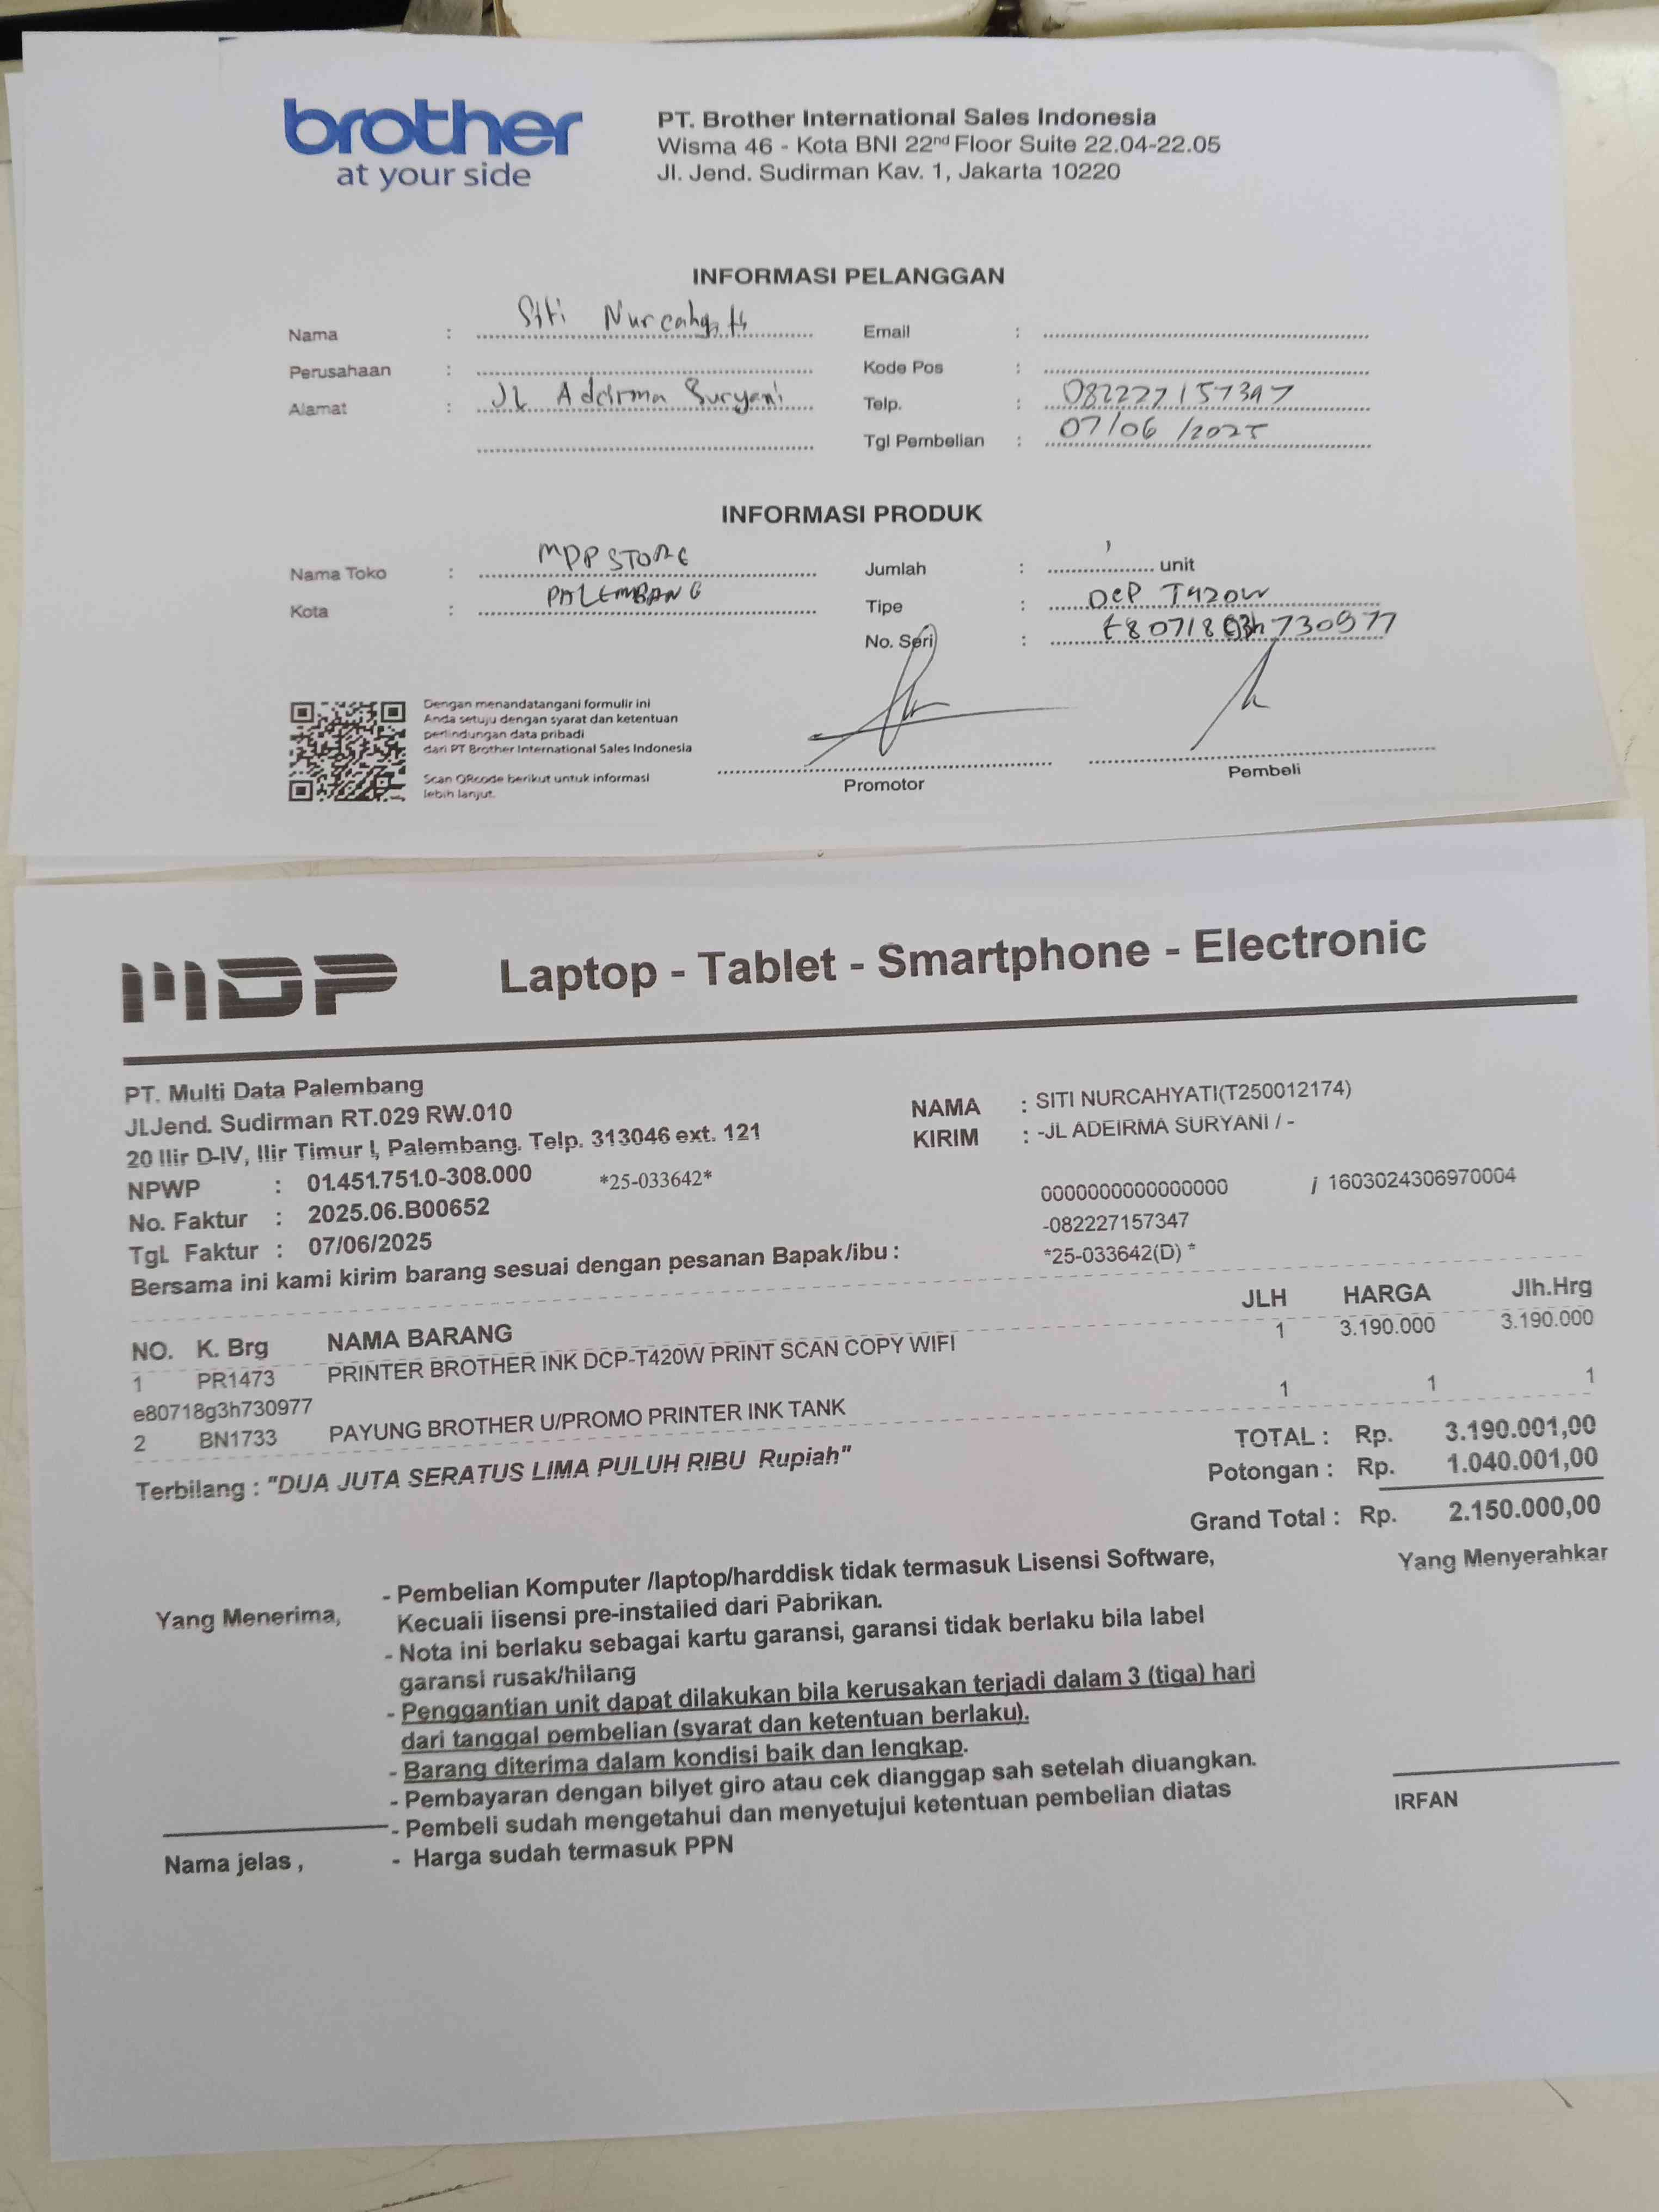 brother
at your side
PT. Brother International Sales Indonesia
Wisma 46 - Kota BNI 22nd Floor Suite 22.04-22.05
Jl. Jend. Sudirman Kav. 1, Jakarta 10220
INFORMASI PELANGGAN
Nama : Siti Nurcahyati
Perusahaan :
Alamat : JL Adeirma Suryani
Email :
Kode Pos :
Telp. : 082227157347
Tgl Pembelian : 07/06/2025
INFORMASI PRODUK
Nama Toko : MDP STORE
Kota : PALEMBANG
Jumlah : 1 unit
Tipe : DCP T420W
No. Seri : E80718G3h730977
Dengan menandatangani formulir ini
Anda setuju dengan syarat dan ketentuan
perlindungan data pribadi
dari PT Brother International Sales Indonesia
Scan QRcode berikut untuk informasi
lebih lanjut.
Promotor
Pembeli
MDP
Laptop - Tablet - Smartphone - Electronic
PT. Multi Data Palembang
Jl.Jend. Sudirman RT.029 RW.010
20 Ilir D-IV, Ilir Timur I, Palembang. Telp. 313046 ext. 121
NPWP : 01.451.751.0-308.000 *25-033642*
No. Faktur : 2025.06.B00652
Tgl. Faktur : 07/06/2025
Bersama ini kami kirim barang sesuai dengan pesanan Bapak/ibu :
NAMA : SITI NURCAHYATI(T250012174)
KIRIM : -JL ADEIRMA SURYANI / -
0000000000000000 / 1603024306970004
-082227157347
*25-033642(D) *
NO. K. Brg NAMA BARANG JLH HARGA Jlh.Hrg
1 PR1473 PRINTER BROTHER INK DCP-T420W PRINT SCAN COPY WIFI 1 3.190.000 3.190.000
e80718g3h730977
2 BN1733 PAYUNG BROTHER U/PROMO PRINTER INK TANK 1 1 1
Terbilang : "DUA JUTA SERATUS LIMA PULUH RIBU Rupiah"
TOTAL : Rp. 3.190.001,00
Potongan : Rp. 1.040.001,00
Grand Total : Rp. 2.150.000,00
Yang Menerima,
- Pembelian Komputer /laptop/harddisk tidak termasuk Lisensi Software,
Kecuali lisensi pre-installed dari Pabrikan.
- Nota ini berlaku sebagai kartu garansi, garansi tidak berlaku bila label
garansi rusak/hilang
- Penggantian unit dapat dilakukan bila kerusakan terjadi dalam 3 (tiga) hari
dari tanggal pembelian (syarat dan ketentuan berlaku).
- Barang diterima dalam kondisi baik dan lengkap.
- Pembayaran dengan bilyet giro atau cek dianggap sah setelah diuangkan.
- Pembeli sudah mengetahui dan menyetujui ketentuan pembelian diatas
- Harga sudah termasuk PPN
Nama jelas ,
Yang Menyerahkar
IRFAN